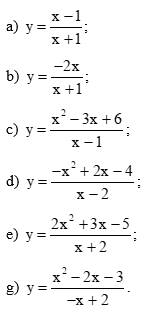 a) y = (x − 1)/(x + 1);
b) y = (−2x)/(x + 1);
c) y = (x² − 3x + 6)/(x − 1);
d) y = (−x² + 2x − 4)/(x − 2);
e) y = (2x² + 3x − 5)/(x + 2);
g) y = (x² − 2x − 3)/(−x + 2).